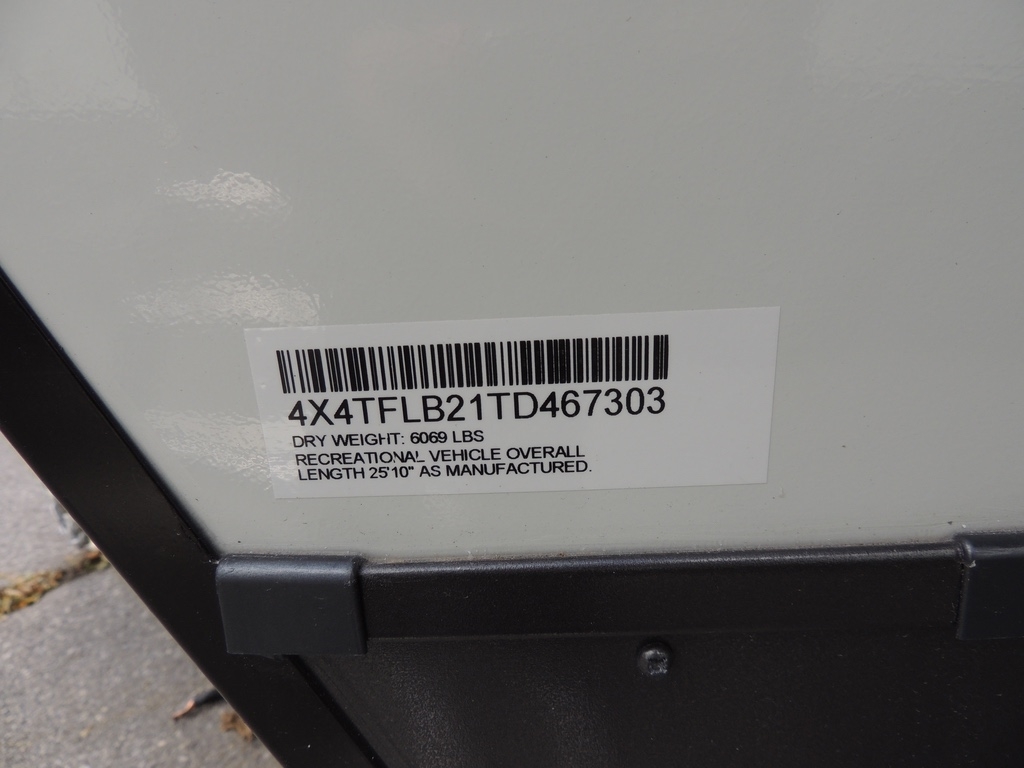 4X4TFLB21TD467303
DRY WEIGHT: 6069 LBS
RECREATIONAL VEHICLE OVERALL
LENGTH 25'10" AS MANUFACTURED.